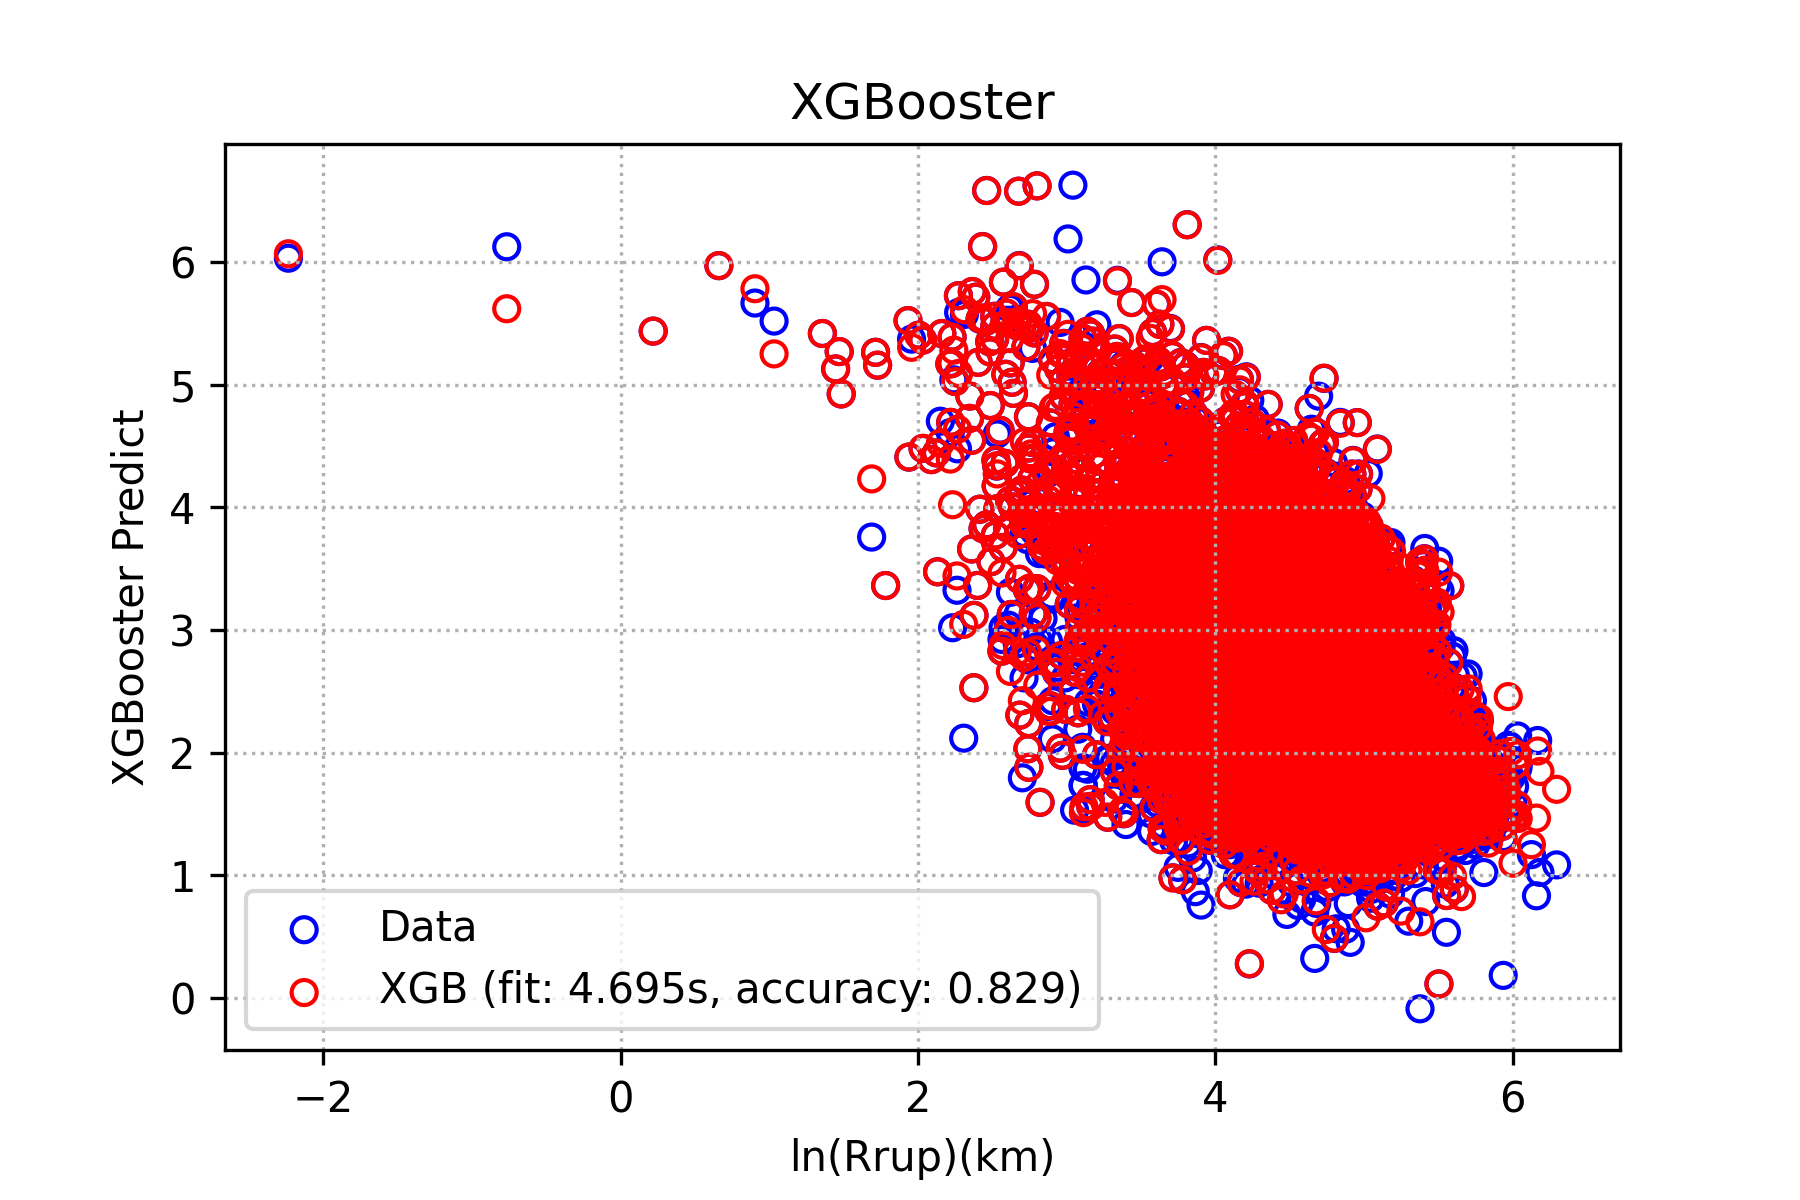 XGBooster
XGBooster Predict
6
5
4
3
2
1
0
Data
XGB (fit: 4.695s, accuracy: 0.829)
−2 0 2 4 6
ln(Rrup)(km)